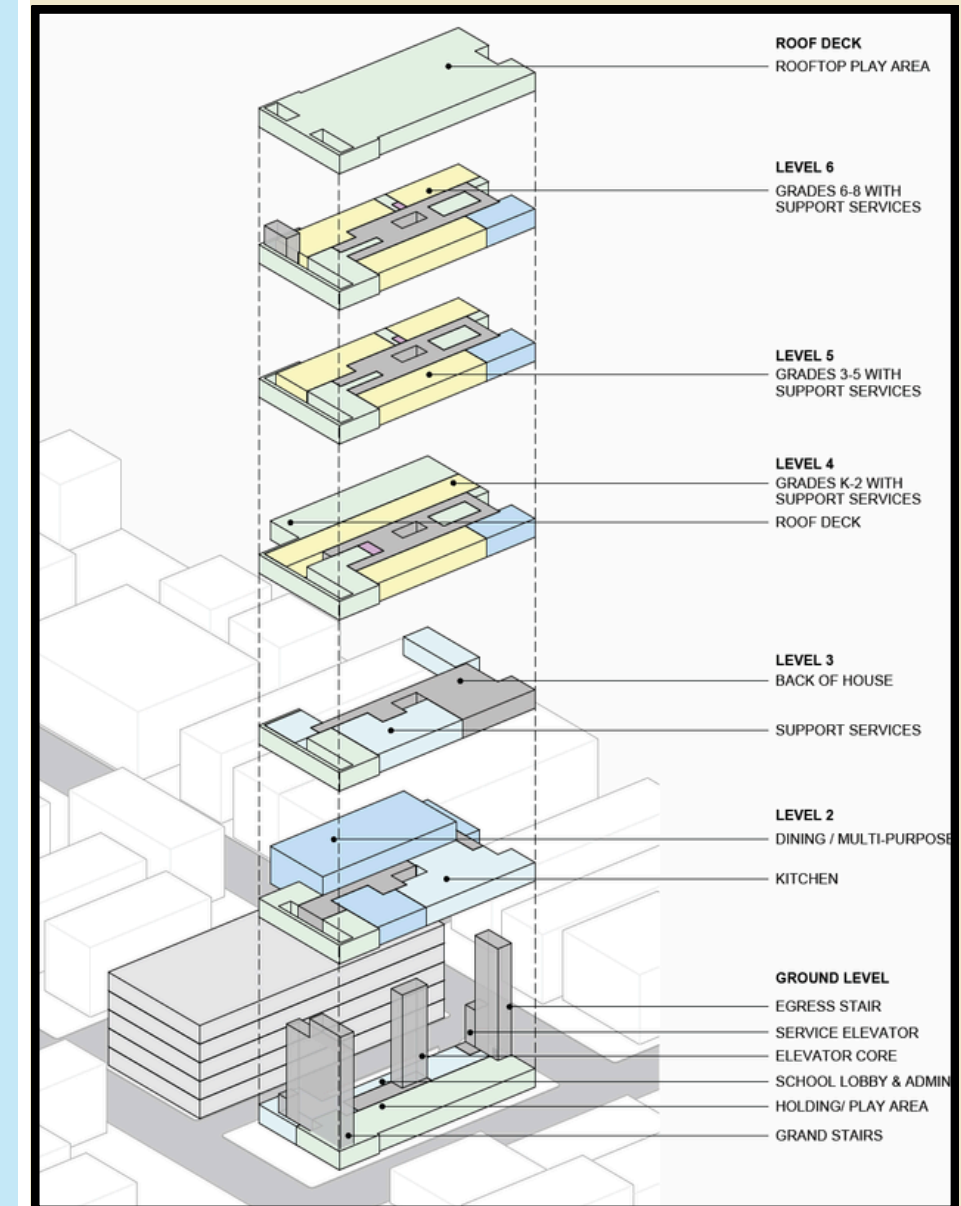 ROOF DECK
ROOFTOP PLAY AREA
LEVEL 6
GRADES 6-8 WITH
SUPPORT SERVICES
LEVEL 5
GRADES 3-5 WITH
SUPPORT SERVICES
LEVEL 4
GRADES K-2 WITH
SUPPORT SERVICES
ROOF DECK
LEVEL 3
BACK OF HOUSE
SUPPORT SERVICES
LEVEL 2
DINING / MULTI-PURPOSE
KITCHEN
GROUND LEVEL
EGRESS STAIR
SERVICE ELEVATOR
ELEVATOR CORE
SCHOOL LOBBY & ADMIN
HOLDING/ PLAY AREA
GRAND STAIRS